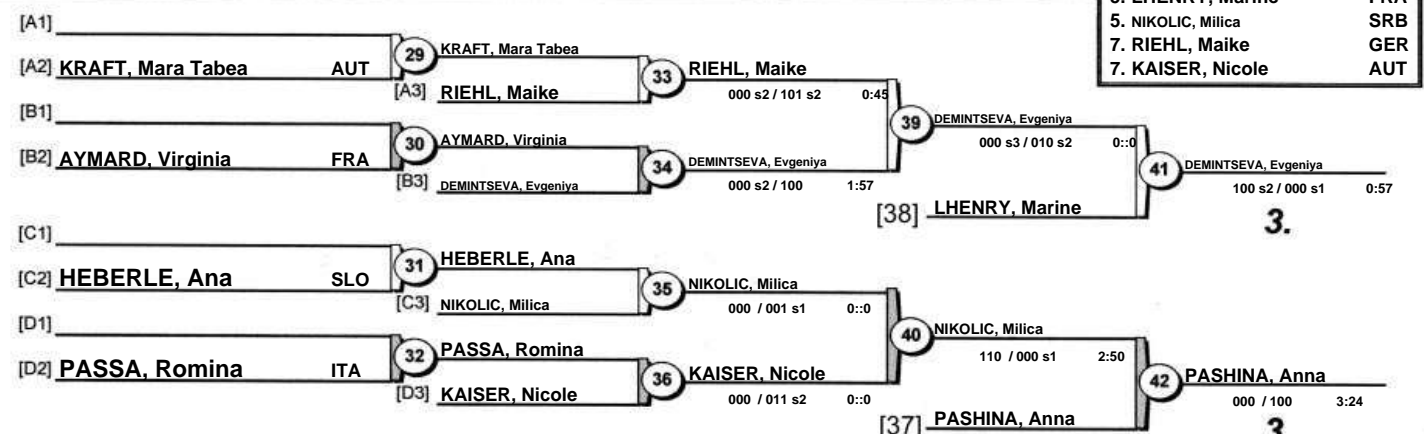 5. LHENRY, Marine FRA
5. NIKOLIC, Milica SRB
7. RIEHL, Maike GER
7. KAISER, Nicole AUT
[A1]
[A2] KRAFT, Mara Tabea AUT
29
KRAFT, Mara Tabea
[A3] RIEHL, Maike
33
RIEHL, Maike
000 s2 / 101 s2 0:45
[B1]
[B2] AYMARD, Virginia FRA
30
AYMARD, Virginia
[B3] DEMINTSEVA, Evgeniya
34
DEMINTSEVA, Evgeniya
000 s2 / 100 1:57
39
DEMINTSEVA, Evgeniya
000 s3 / 010 s2 0::0
[38] LHENRY, Marine
41
DEMINTSEVA, Evgeniya
100 s2 / 000 s1 0:57
3.
[C1]
[C2] HEBERLE, Ana SLO
31
HEBERLE, Ana
[C3] NIKOLIC, Milica
35
NIKOLIC, Milica
000 / 001 s1 0::0
[D1]
[D2] PASSA, Romina ITA
32
PASSA, Romina
[D3] KAISER, Nicole
36
KAISER, Nicole
000 / 011 s2 0::0
40
NIKOLIC, Milica
110 / 000 s1 2:50
[37] PASHINA, Anna
42
PASHINA, Anna
000 / 100 3:24
3.